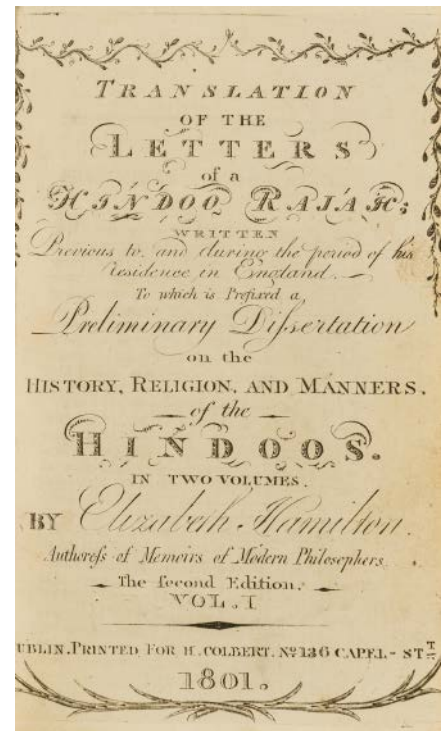 TRANSLATION
OF THE
LETTERS
of a
HINDOO RAJAH;
WRITTEN
Previous to, and during the period of his
residence in England.
To which is Prefixed a,
Preliminary Dissertation
on the
HISTORY, RELIGION, AND MANNERS,
of the
HINDOOS.
IN TWO VOLUMES.
BY Elizabeth Hamilton.
Authoreſs of Memoirs of Modern Philosophers.
The ſecond Edition.
VOL. I
UBLIN. PRINTED FOR H. COLBERT. No. 136 CAPEL-STT
1801.